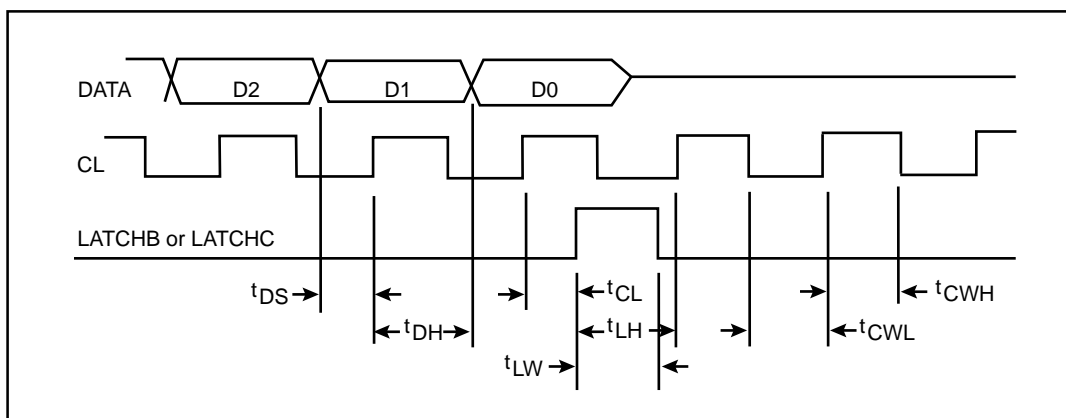 DATA
D2
D1
D0
CL
LATCHB or LATCHC
tDS
tCL
tCWH
tDH
tLH
tCWL
tLW